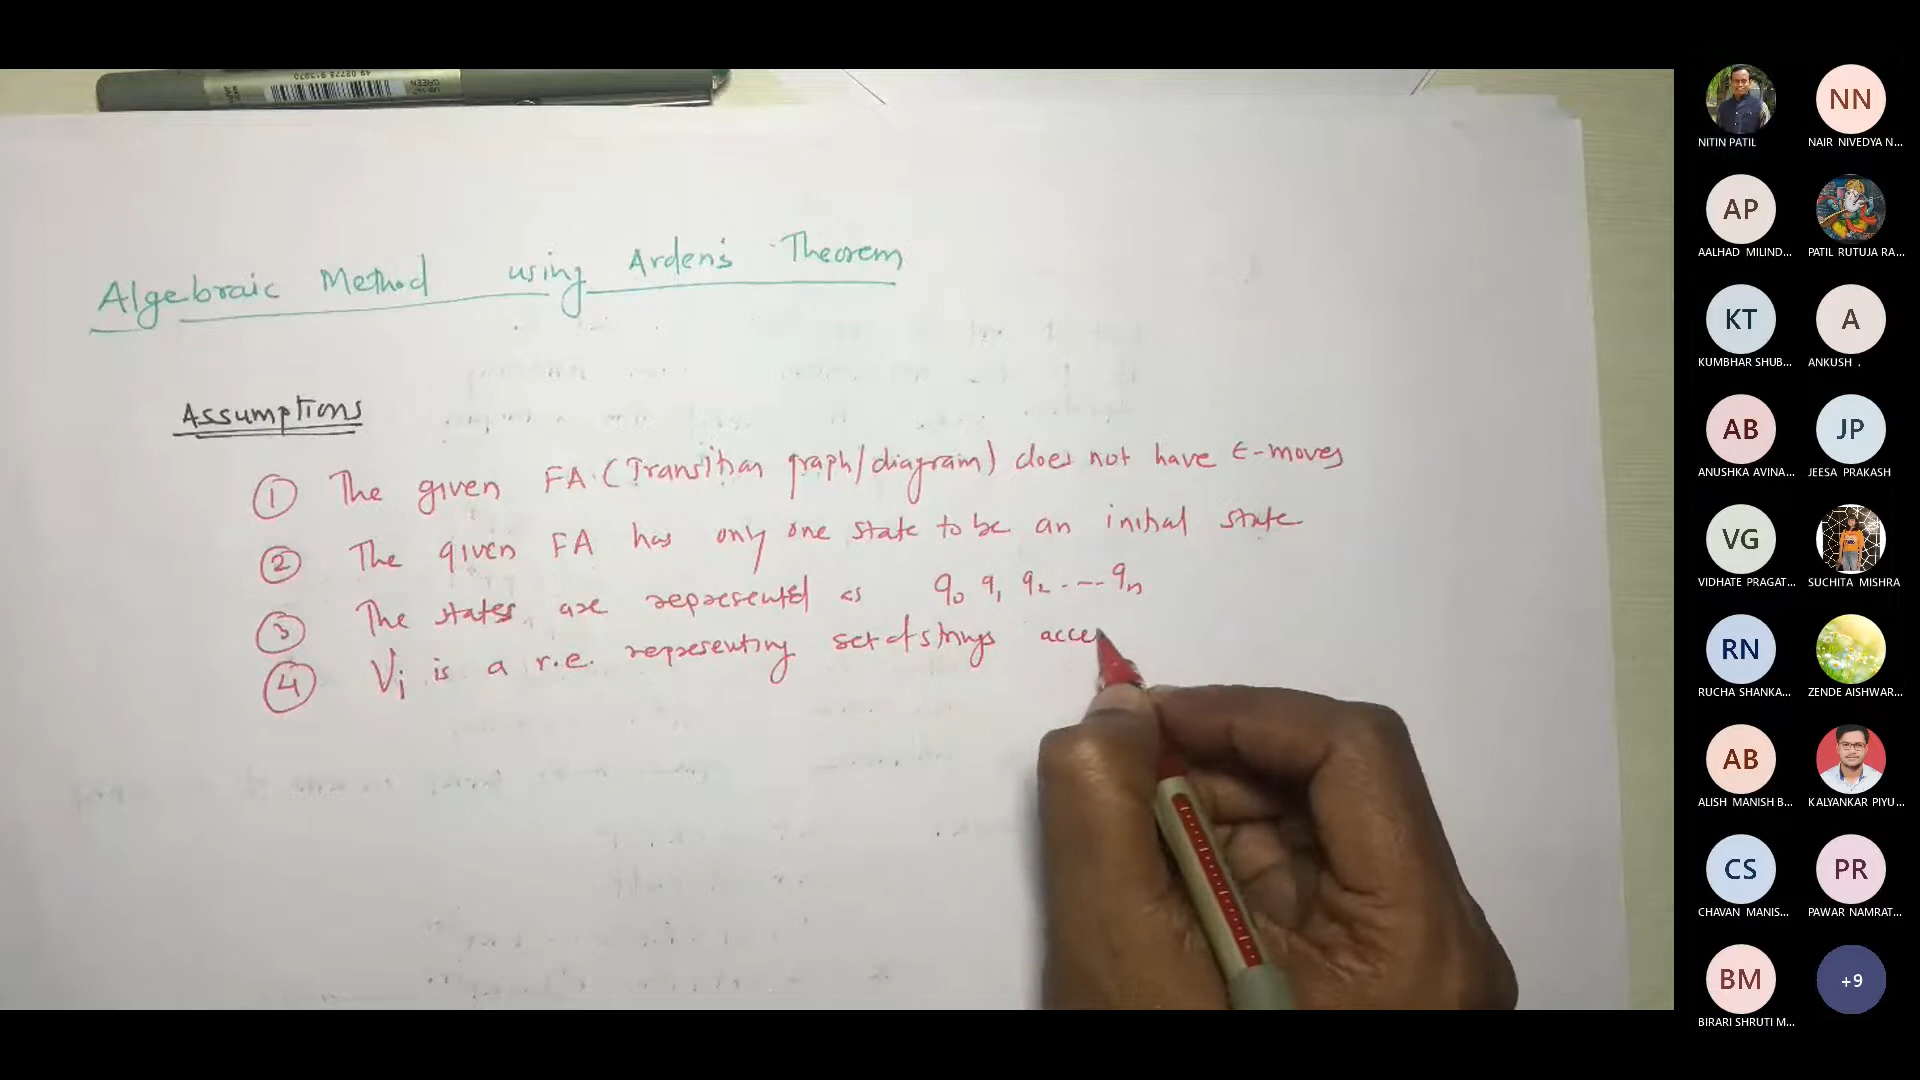 Algebraic Method using Arden's Theorem
Assumptions
① The given FA (Transition graph/diagram) does not have ε-moves
② The given FA has only one state to be an initial state
③ The states are represented as q₀ q₁ q₂ ---- qₙ
④ Vᵢ is a r.e. representing set of strings acce
NITIN PATIL
NN
NAIR NIVEDYA N...
AP
AALHAD MILIND...
PATIL RUTUJA RA...
KT
KUMBHAR SHUB...
A
ANKUSH .
AB
ANUSHKA AVINA...
JP
JEESA PRAKASH
VG
VIDHATE PRAGAT...
SUCHITA MISHRA
RN
RUCHA SHANKA...
ZENDE AISHWAR...
AB
ALISH MANISH B...
KALYANKAR PIYU...
CS
CHAVAN MANIS...
PR
PAWAR NAMRAT...
BM
BIRARI SHRUTI M...
+9